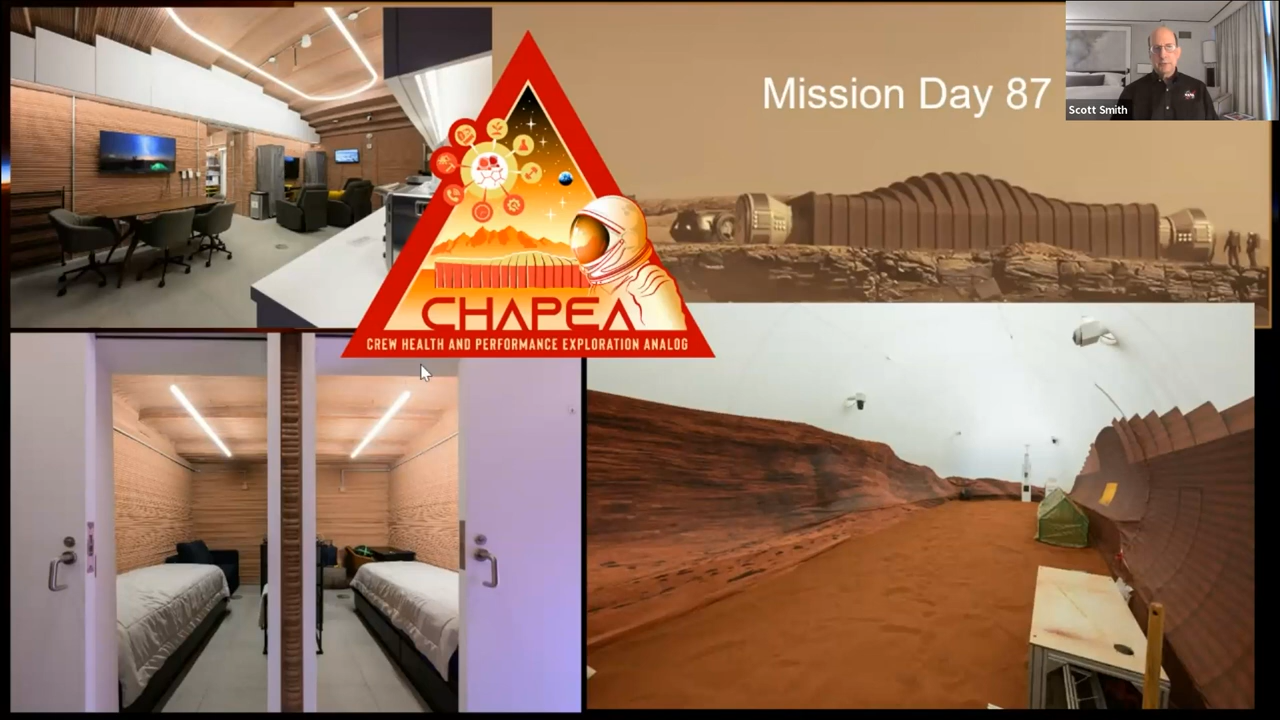 Mission Day 87
Scott Smith
CHAPEA
CREW HEALTH AND PERFORMANCE EXPLORATION ANALOG